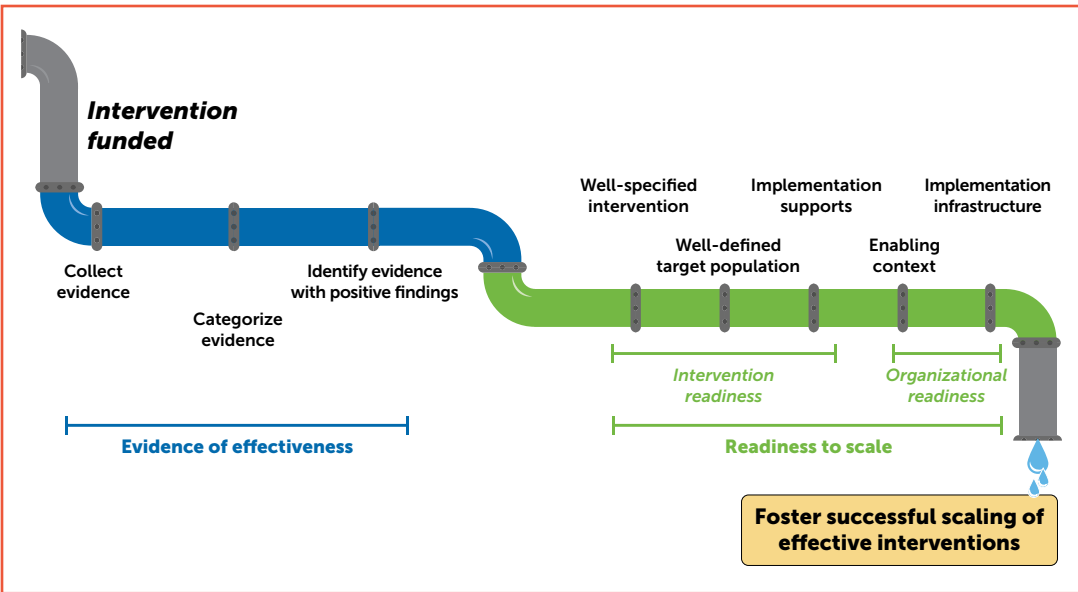 Intervention
funded
Collect
evidence
Categorize
evidence
Identify evidence
with positive findings
Evidence of effectiveness
Well-specified
intervention
Well-defined
target population
Implementation
supports
Enabling
context
Implementation
infrastructure
Intervention
readiness
Organizational
readiness
Readiness to scale
Foster successful scaling of
effective interventions